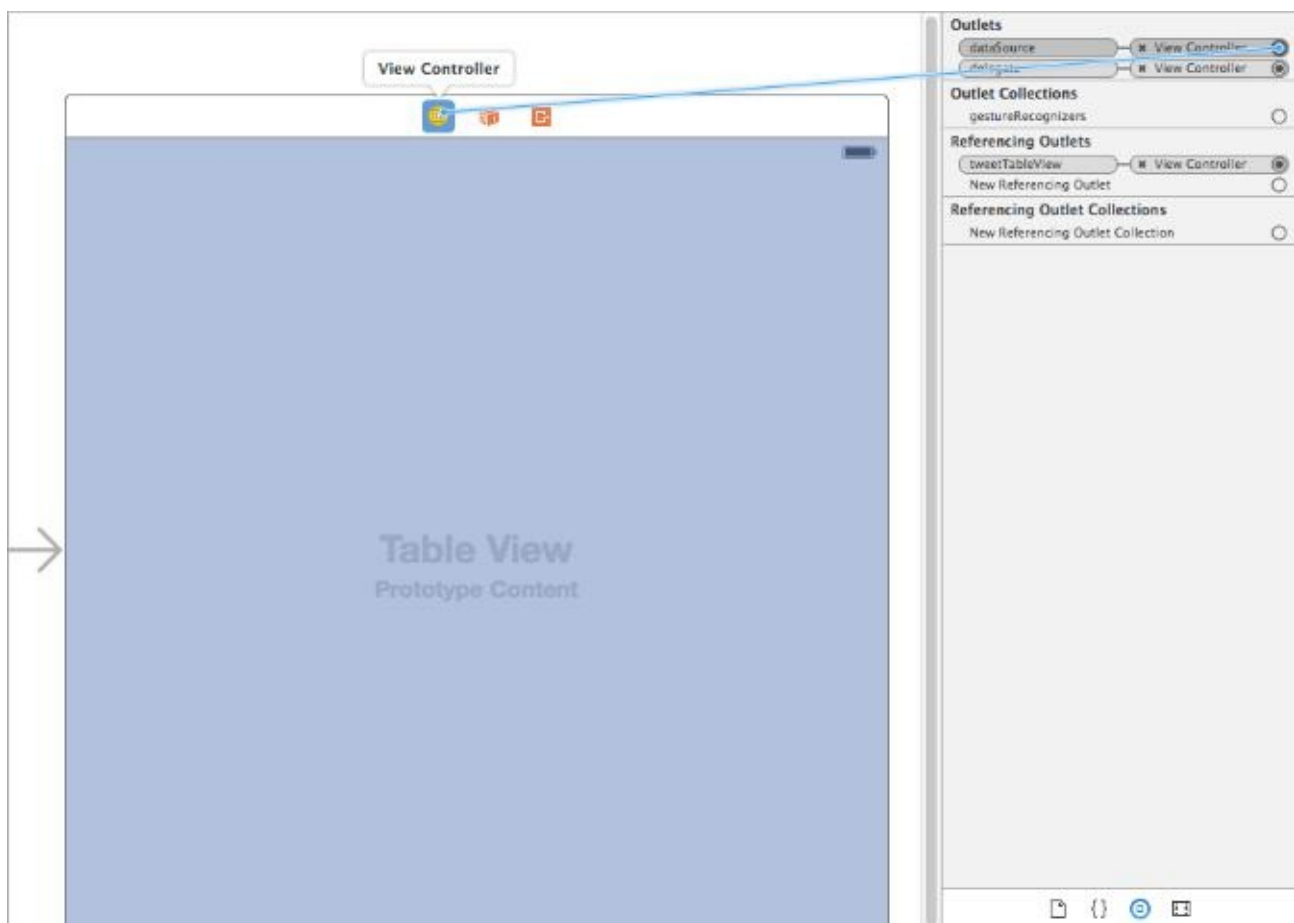 View Controller
Table View
Prototype Content
Outlets
dataSource
View Controller
delegate
View Controller
Outlet Collections
gestureRecognizers
Referencing Outlets
tweetTableView
View Controller
New Referencing Outlet
Referencing Outlet Collections
New Referencing Outlet Collection
{}